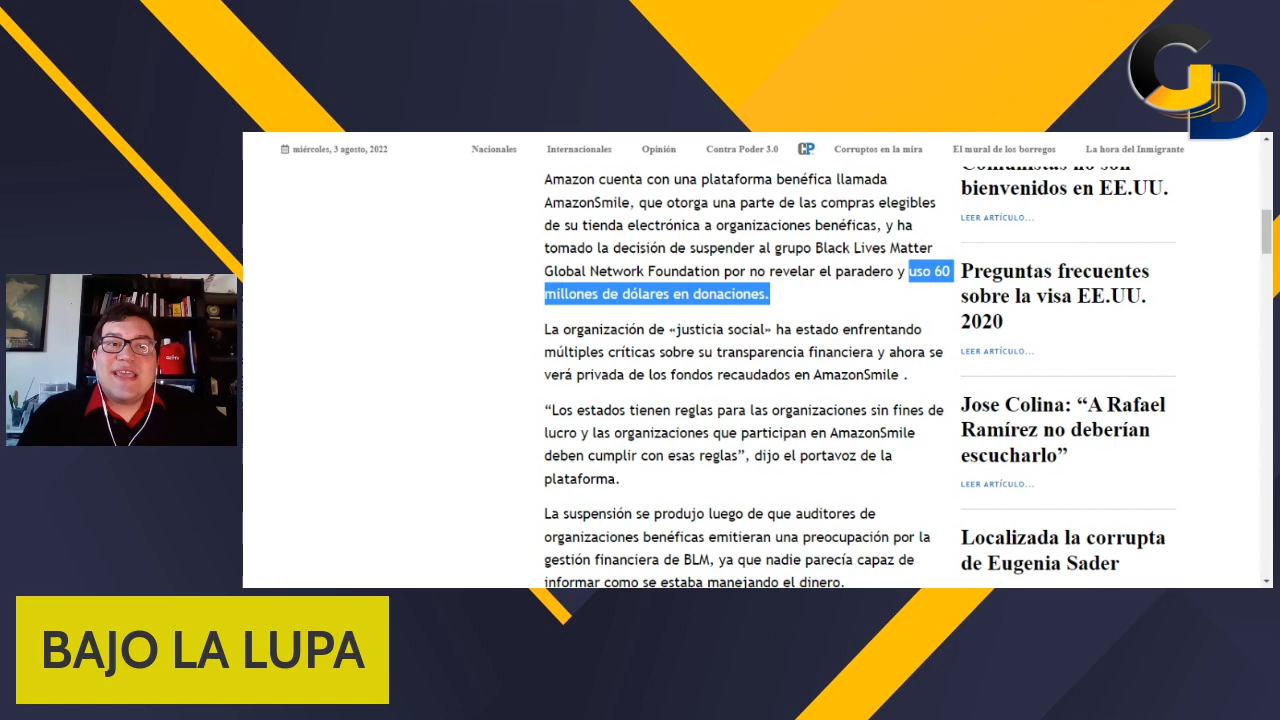 GD
miércoles, 3 agosto, 2022
Nacionales
Internacionales
Opinión
Contra Poder 3.0
CP
Corruptos en la mira
El mural de los borregos
La hora del Inmigrante
Amazon cuenta con una plataforma benéfica llamada
AmazonSmile, que otorga una parte de las compras elegibles
de su tienda electrónica a organizaciones benéficas, y ha
tomado la decisión de suspender al grupo Black Lives Matter
Global Network Foundation por no revelar el paradero y uso 60
millones de dólares en donaciones.
La organización de «justicia social» ha estado enfrentando
múltiples críticas sobre su transparencia financiera y ahora se
verá privada de los fondos recaudados en AmazonSmile .
“Los estados tienen reglas para las organizaciones sin fines de
lucro y las organizaciones que participan en AmazonSmile
deben cumplir con esas reglas”, dijo el portavoz de la
plataforma.
La suspensión se produjo luego de que auditores de
organizaciones benéficas emitieran una preocupación por la
gestión financiera de BLM, ya que nadie parecía capaz de
informar como se estaba manejando el dinero.
Comunistas no son
bienvenidos en EE.UU.
LEER ARTÍCULO...
Preguntas frecuentes
sobre la visa EE.UU.
2020
LEER ARTÍCULO...
Jose Colina: “A Rafael
Ramírez no deberían
escucharlo”
LEER ARTÍCULO...
Localizada la corrupta
de Eugenia Sader
BAJO LA LUPA